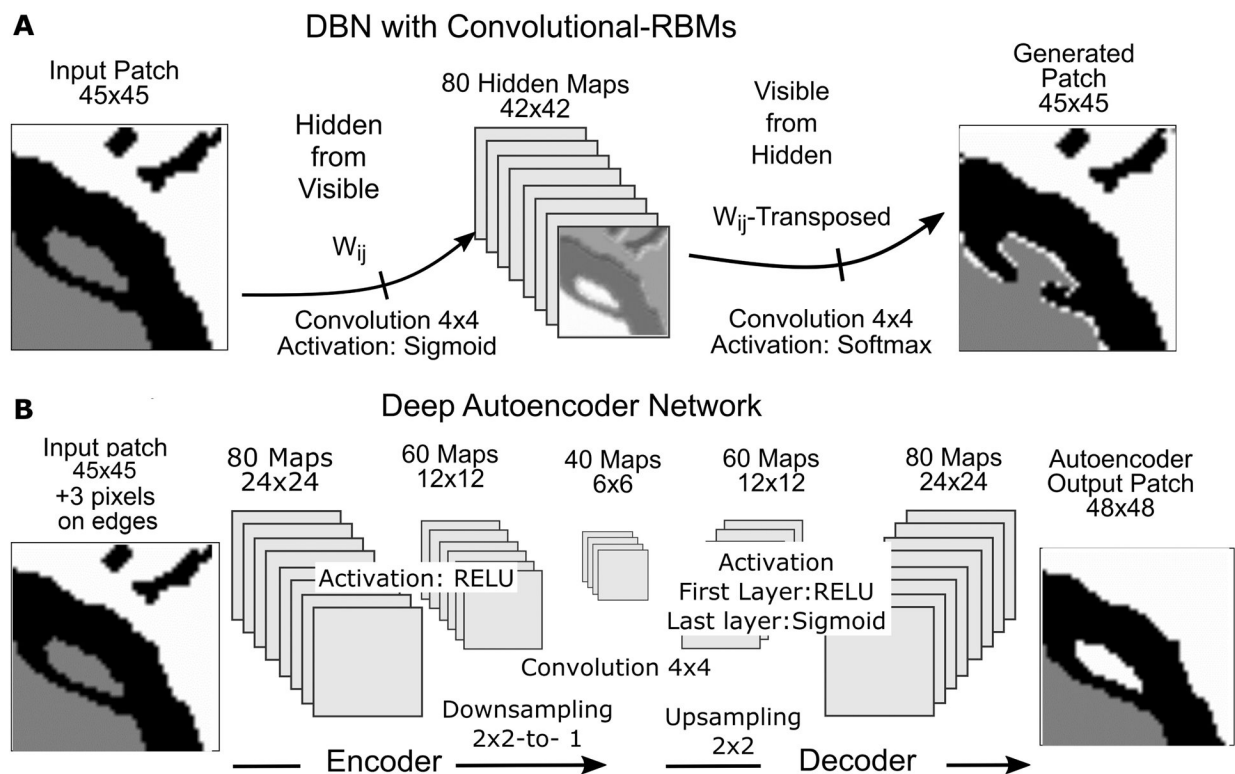 A
DBN with Convolutional-RBMs
Input Patch
45x45
Hidden
from
Visible
Wij
Convolution 4x4
Activation: Sigmoid
80 Hidden Maps
42x42
Visible
from
Hidden
Wij-Transposed
Convolution 4x4
Activation: Softmax
Generated
Patch
45x45
B
Deep Autoencoder Network
Input patch
45x45
+3 pixels
on edges
80 Maps
24x24
60 Maps
12x12
40 Maps
6x6
60 Maps
12x12
80 Maps
24x24
Autoencoder
Output Patch
48x48
Activation: RELU
Activation
First Layer:RELU
Last layer:Sigmoid
Convolution 4x4
Downsampling
2x2-to- 1
Upsampling
2x2
Encoder
Decoder